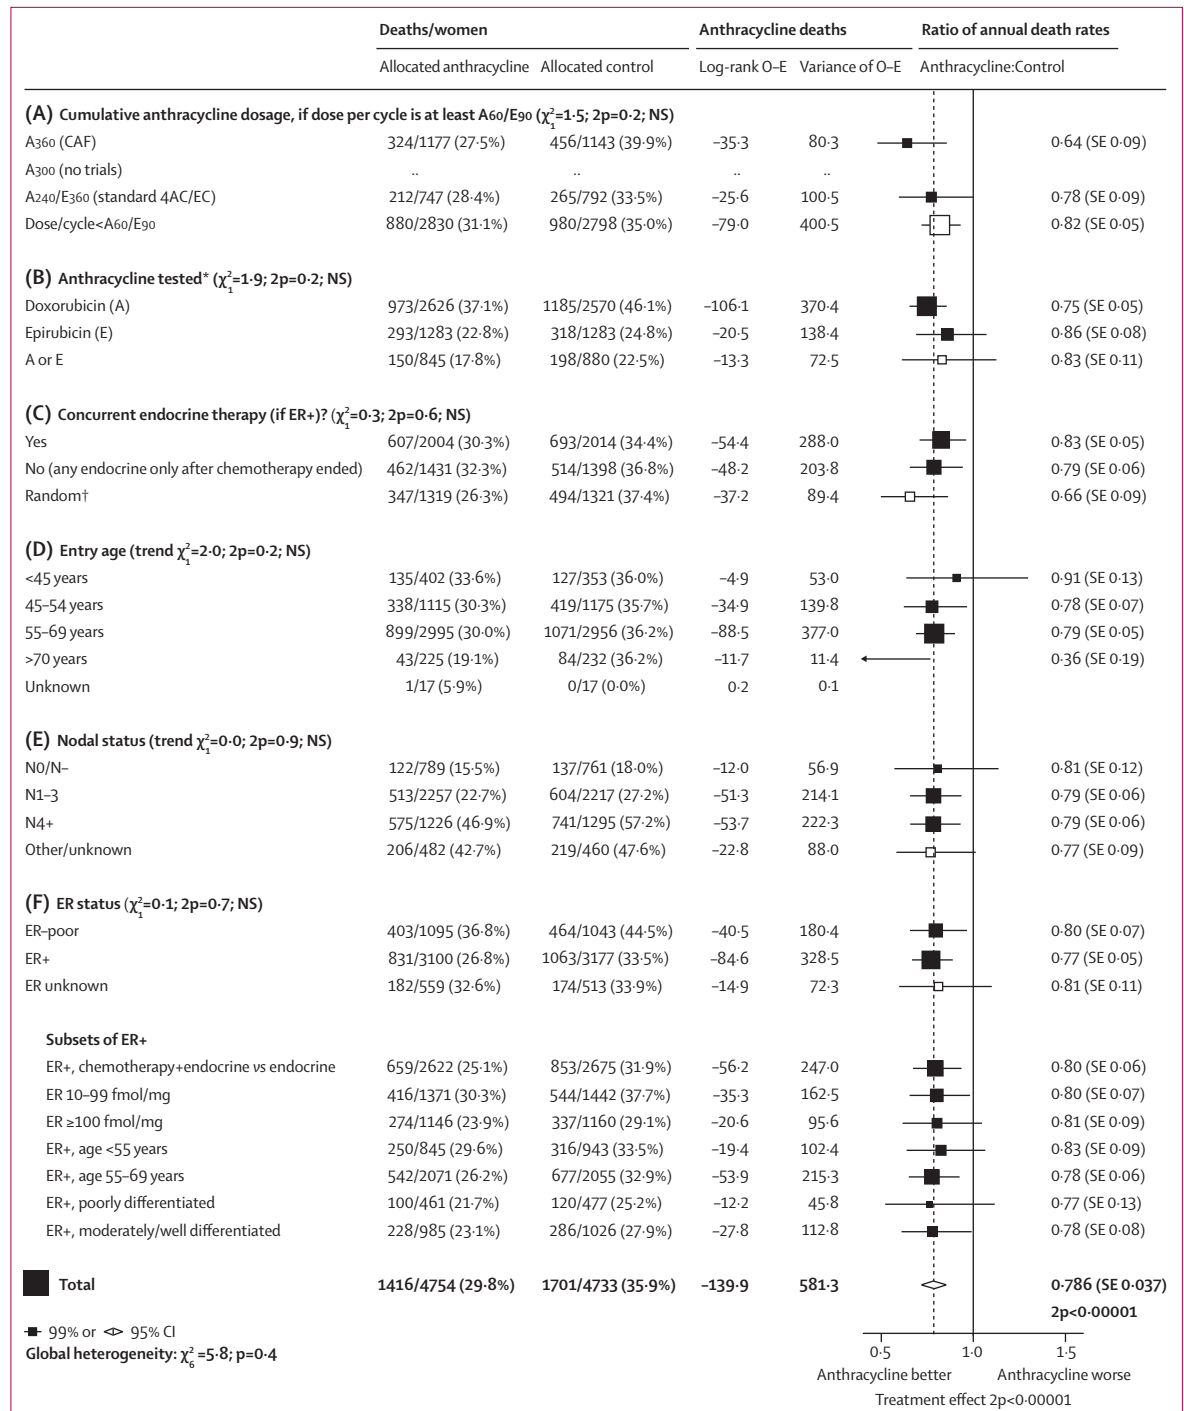 Deaths/women Anthracycline deaths Ratio of annual death rates
Allocated anthracycline Allocated control Log-rank O–E Variance of O–E Anthracycline:Control
(A) Cumulative anthracycline dosage, if dose per cycle is at least A60/E90 (χ²₁=1·5; 2p=0·2; NS)
A360 (CAF) 324/1177 (27·5%) 456/1143 (39·9%) –35·3 80·3 0·64 (SE 0·09)
A300 (no trials) ·· ·· ·· ··
A240/E360 (standard 4AC/EC) 212/747 (28·4%) 265/792 (33·5%) –25·6 100·5 0·78 (SE 0·09)
Dose/cycle<A60/E90 880/2830 (31·1%) 980/2798 (35·0%) –79·0 400·5 0·82 (SE 0·05)
(B) Anthracycline tested* (χ²₁=1·9; 2p=0·2; NS)
Doxorubicin (A) 973/2626 (37·1%) 1185/2570 (46·1%) –106·1 370·4 0·75 (SE 0·05)
Epirubicin (E) 293/1283 (22·8%) 318/1283 (24·8%) –20·5 138·4 0·86 (SE 0·08)
A or E 150/845 (17·8%) 198/880 (22·5%) –13·3 72·5 0·83 (SE 0·11)
(C) Concurrent endocrine therapy (if ER+)? (χ²₁=0·3; 2p=0·6; NS)
Yes 607/2004 (30·3%) 693/2014 (34·4%) –54·4 288·0 0·83 (SE 0·05)
No (any endocrine only after chemotherapy ended) 462/1431 (32·3%) 514/1398 (36·8%) –48·2 203·8 0·79 (SE 0·06)
Random† 347/1319 (26·3%) 494/1321 (37·4%) –37·2 89·4 0·66 (SE 0·09)
(D) Entry age (trend χ²₁=2·0; 2p=0·2; NS)
<45 years 135/402 (33·6%) 127/353 (36·0%) –4·9 53·0 0·91 (SE 0·13)
45–54 years 338/1115 (30·3%) 419/1175 (35·7%) –34·9 139·8 0·78 (SE 0·07)
55–69 years 899/2995 (30·0%) 1071/2956 (36·2%) –88·5 377·0 0·79 (SE 0·05)
>70 years 43/225 (19·1%) 84/232 (36·2%) –11·7 11·4 0·36 (SE 0·19)
Unknown 1/17 (5·9%) 0/17 (0·0%) 0·2 0·1
(E) Nodal status (trend χ²₁=0·0; 2p=0·9; NS)
N0/N– 122/789 (15·5%) 137/761 (18·0%) –12·0 56·9 0·81 (SE 0·12)
N1–3 513/2257 (22·7%) 604/2217 (27·2%) –51·3 214·1 0·79 (SE 0·06)
N4+ 575/1226 (46·9%) 741/1295 (57·2%) –53·7 222·3 0·79 (SE 0·06)
Other/unknown 206/482 (42·7%) 219/460 (47·6%) –22·8 88·0 0·77 (SE 0·09)
(F) ER status (χ²₁=0·1; 2p=0·7; NS)
ER–poor 403/1095 (36·8%) 464/1043 (44·5%) –40·5 180·4 0·80 (SE 0·07)
ER+ 831/3100 (26·8%) 1063/3177 (33·5%) –84·6 328·5 0·77 (SE 0·05)
ER unknown 182/559 (32·6%) 174/513 (33·9%) –14·9 72·3 0·81 (SE 0·11)
Subsets of ER+
ER+, chemotherapy+endocrine vs endocrine 659/2622 (25·1%) 853/2675 (31·9%) –56·2 247·0 0·80 (SE 0·06)
ER 10–99 fmol/mg 416/1371 (30·3%) 544/1442 (37·7%) –35·3 162·5 0·80 (SE 0·07)
ER ≥100 fmol/mg 274/1146 (23·9%) 337/1160 (29·1%) –20·6 95·6 0·81 (SE 0·09)
ER+, age <55 years 250/845 (29·6%) 316/943 (33·5%) –19·4 102·4 0·83 (SE 0·09)
ER+, age 55–69 years 542/2071 (26·2%) 677/2055 (32·9%) –53·9 215·3 0·78 (SE 0·06)
ER+, poorly differentiated 100/461 (21·7%) 120/477 (25·2%) –12·2 45·8 0·77 (SE 0·13)
ER+, moderately/well differentiated 228/985 (23·1%) 286/1026 (27·9%) –27·8 112·8 0·78 (SE 0·08)
Total 1416/4754 (29·8%) 1701/4733 (35·9%) –139·9 581·3 0·786 (SE 0·037)
2p<0·00001
99% or 95% CI
Global heterogeneity: χ²₆=5·8; p=0·4
0·5 1·0 1·5
Anthracycline better Anthracycline worse
Treatment effect 2p<0·00001